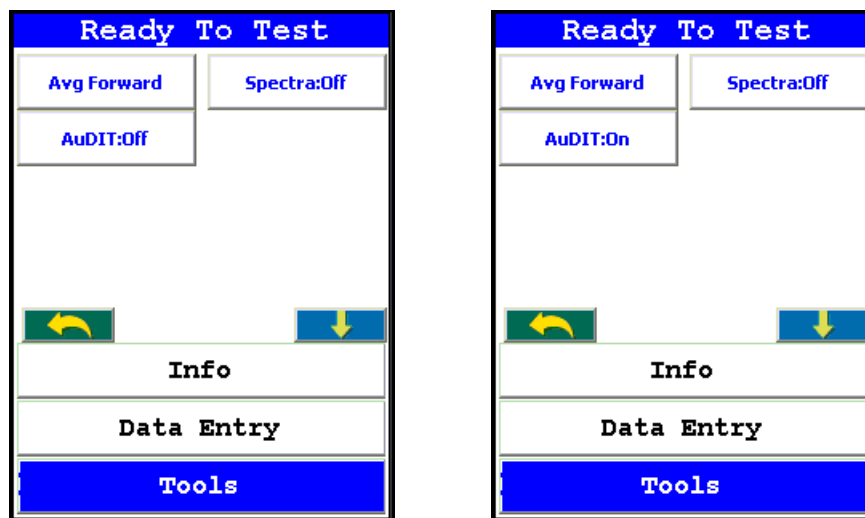 Ready To Test
Avg Forward
Spectra:Off
AuDIT:Off
Info
Data Entry
Tools
Ready To Test
Avg Forward
Spectra:Off
AuDIT:On
Info
Data Entry
Tools